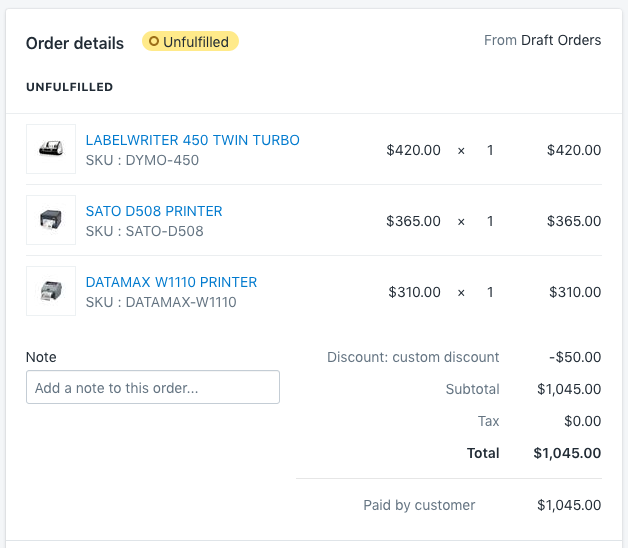 Order details Unfulfilled From Draft Orders
UNFULFILLED
LABELWRITER 450 TWIN TURBO
SKU : DYMO-450
$420.00 × 1 $420.00
SATO D508 PRINTER
SKU : SATO-D508
$365.00 × 1 $365.00
DATAMAX W1110 PRINTER
SKU : DATAMAX-W1110
$310.00 × 1 $310.00
Note
Add a note to this order...
Discount: custom discount -$50.00
Subtotal $1,045.00
Tax $0.00
Total $1,045.00
Paid by customer $1,045.00